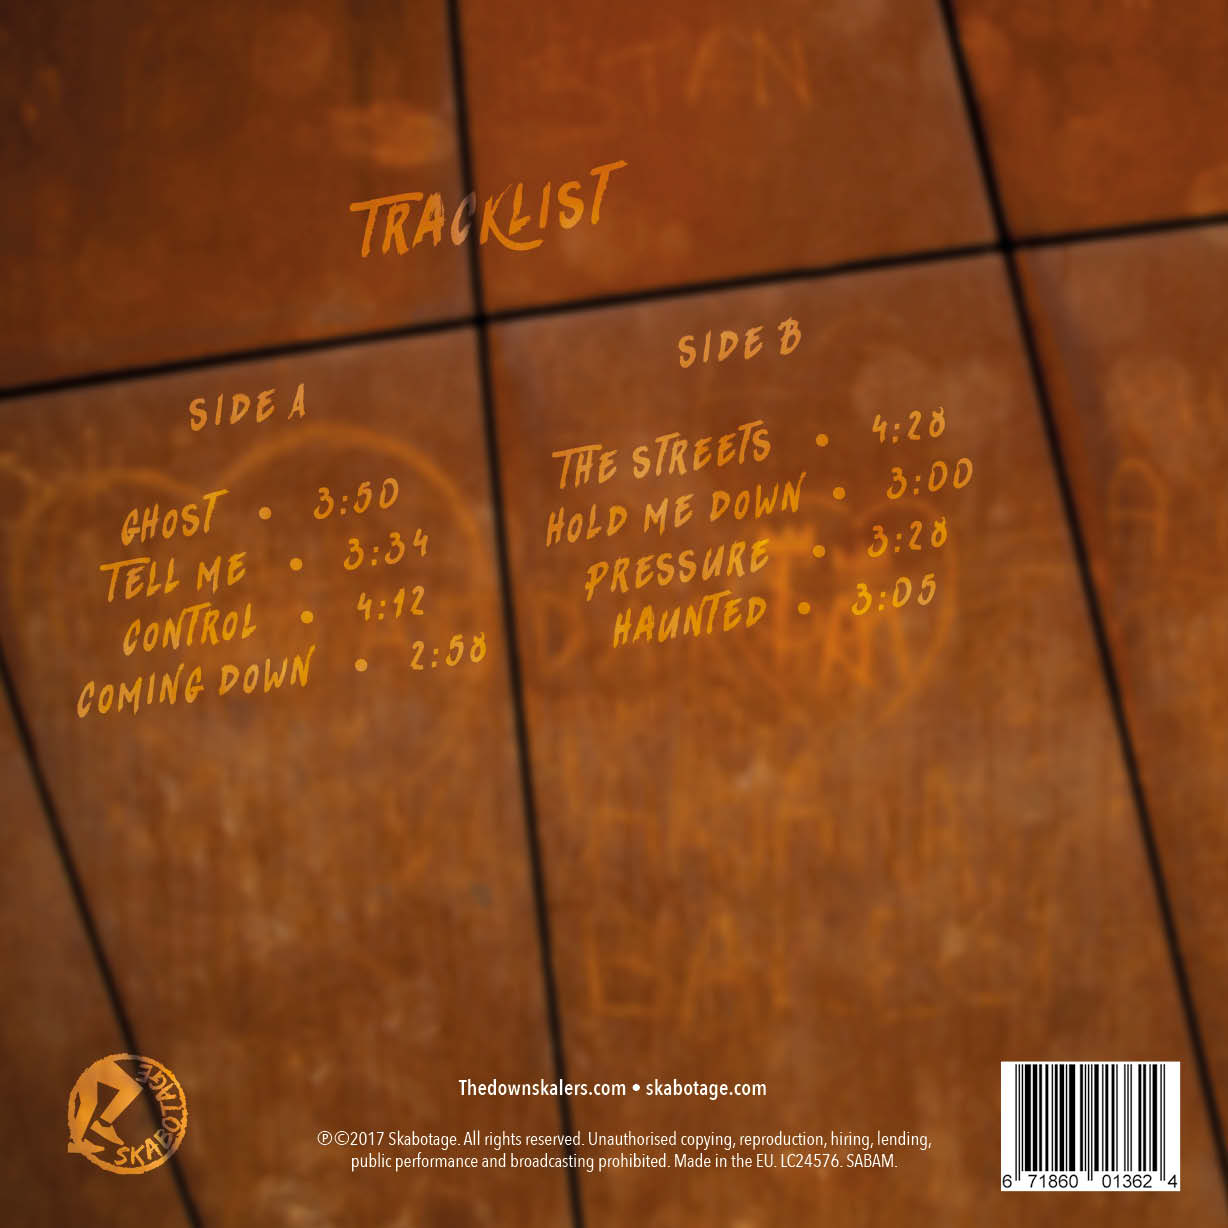 STAN
TRACKLIST
SIDE A
GHOST • 3:50
TELL ME • 3:34
CONTROL • 4:12
COMING DOWN • 2:58
SIDE B
THE STREETS • 4:28
HOLD ME DOWN • 3:00
PRESSURE • 3:28
HAUNTED • 3:05
SKABOTAGE
Thedownskalers.com • skabotage.com
℗©2017 Skabotage. All rights reserved. Unauthorised copying, reproduction, hiring, lending,
public performance and broadcasting prohibited. Made in the EU. LC24576. SABAM.
6 71860 01362 4